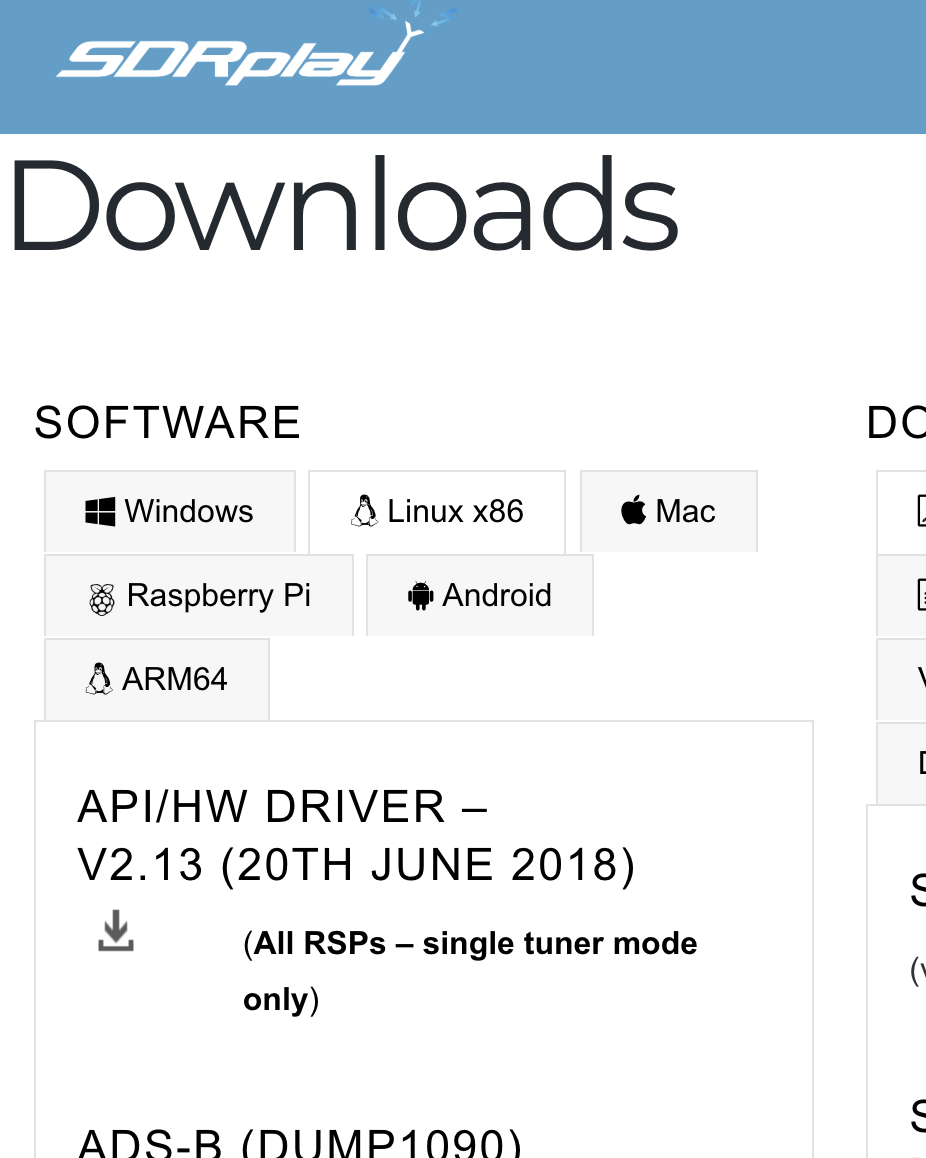 SDRplay
Downloads
SOFTWARE
Windows
Linux x86
Mac
Raspberry Pi
Android
ARM64
API/HW DRIVER –
V2.13 (20TH JUNE 2018)
(All RSPs – single tuner mode
only)
ADS-B (DUMP1090)